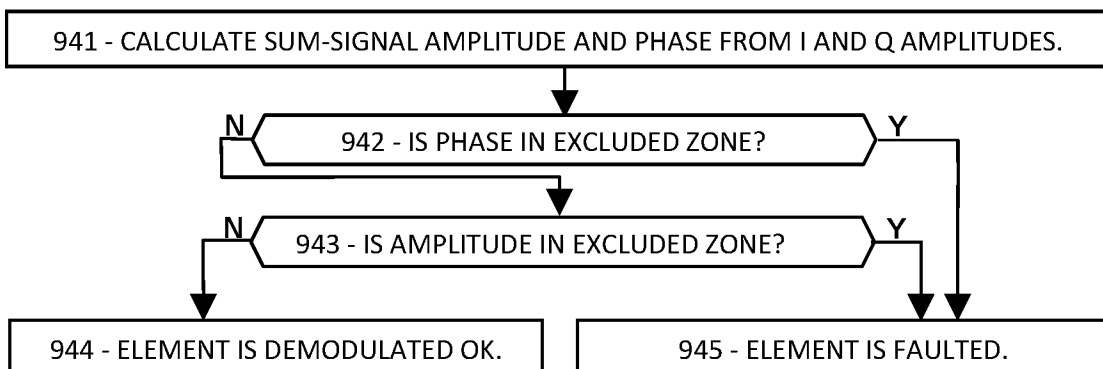 941 - CALCULATE SUM-SIGNAL AMPLITUDE AND PHASE FROM I AND Q AMPLITUDES.
N
Y
942 - IS PHASE IN EXCLUDED ZONE?
N
Y
943 - IS AMPLITUDE IN EXCLUDED ZONE?
944 - ELEMENT IS DEMODULATED OK.
945 - ELEMENT IS FAULTED.